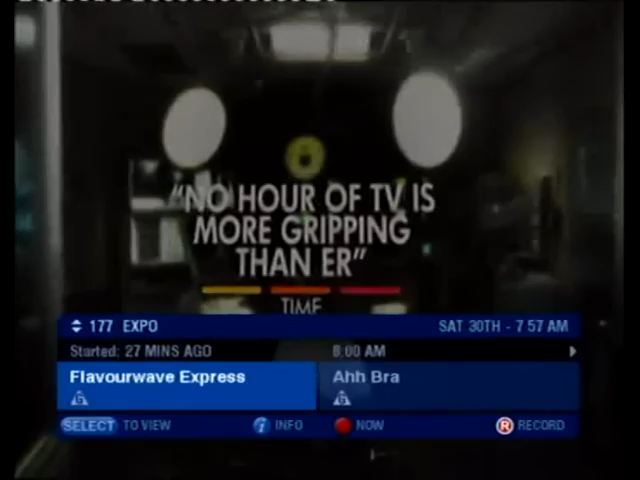 “NO HOUR OF TV IS
MORE GRIPPING
THAN ER”
TIME
177 EXPO SAT 30TH - 7 57 AM
Started: 27 MINS AGO 8:00 AM
Flavourwave Express Ahh Bra
G G
SELECT TO VIEW i INFO NOW R RECORD